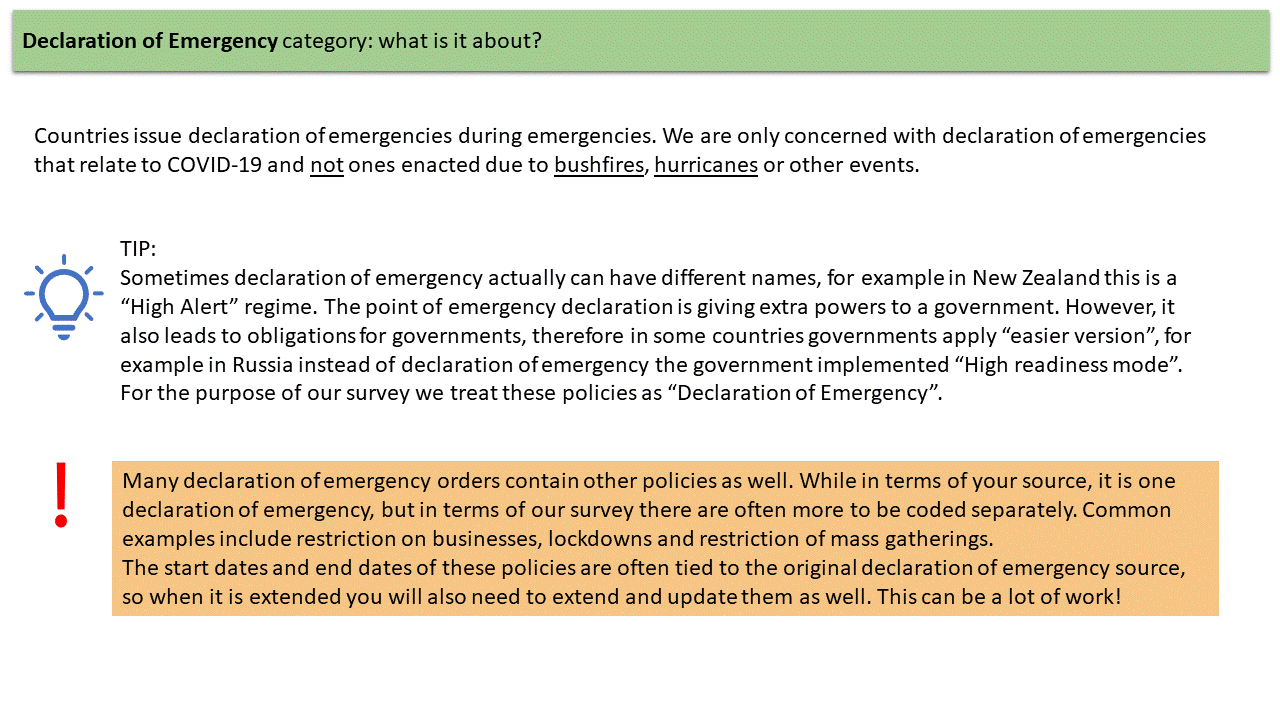 Declaration of Emergency category: what is it about?
Countries issue declaration of emergencies during emergencies. We are only concerned with declaration of emergencies
that relate to COVID-19 and not ones enacted due to bushfires, hurricanes or other events.
TIP:
Sometimes declaration of emergency actually can have different names, for example in New Zealand this is a
“High Alert” regime. The point of emergency declaration is giving extra powers to a government. However, it
also leads to obligations for governments, therefore in some countries governments apply “easier version”, for
example in Russia instead of declaration of emergency the government implemented “High readiness mode”.
For the purpose of our survey we treat these policies as “Declaration of Emergency”.
!
Many declaration of emergency orders contain other policies as well. While in terms of your source, it is one
declaration of emergency, but in terms of our survey there are often more to be coded separately. Common
examples include restriction on businesses, lockdowns and restriction of mass gatherings.
The start dates and end dates of these policies are often tied to the original declaration of emergency source,
so when it is extended you will also need to extend and update them as well. This can be a lot of work!